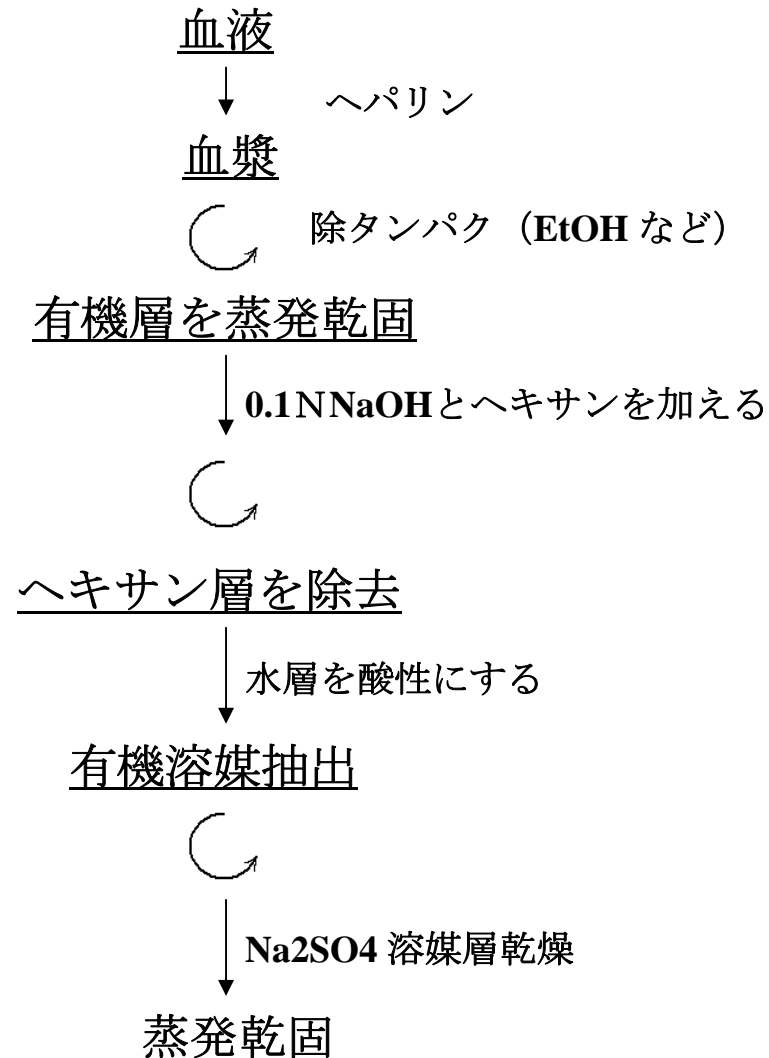 血液
ヘパリン
血漿
除タンパク（EtOH など）
有機層を蒸発乾固
0.1ＮNaOHとヘキサンを加える
ヘキサン層を除去
水層を酸性にする
有機溶媒抽出
Na2SO4 溶媒層乾燥
蒸発乾固